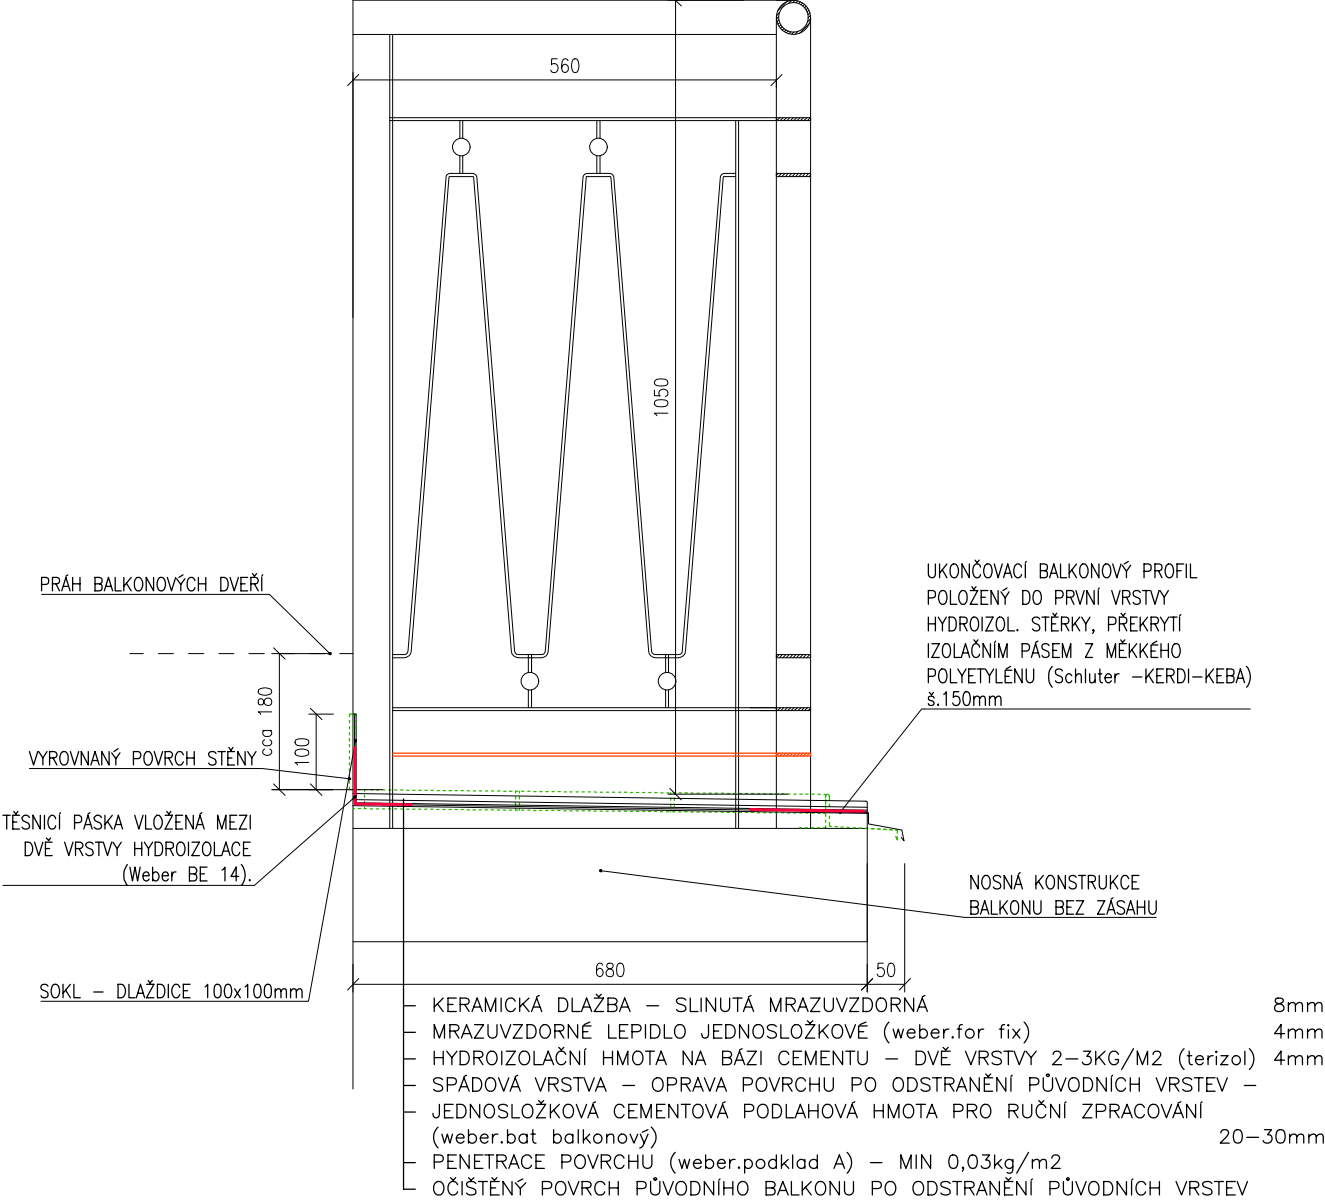 560
1050
PRÁH BALKONOVÝCH DVEŘÍ
UKONČOVACÍ BALKONOVÝ PROFIL
POLOŽENÝ DO PRVNÍ VRSTVY
HYDROIZOL. STĚRKY, PŘEKRYTÍ
IZOLAČNÍM PÁSEM Z MĚKKÉHO
POLYETYLÉNU (Schluter –KERDI–KEBA)
š.150mm
cca 180
100
VYROVNANÝ POVRCH STĚNY
TĚSNICÍ PÁSKA VLOŽENÁ MEZI
DVĚ VRSTVY HYDROIZOLACE
(Weber BE 14).
NOSNÁ KONSTRUKCE
BALKONU BEZ ZÁSAHU
SOKL – DLAŽDICE 100x100mm
680
50
KERAMICKÁ DLAŽBA – SLINUTÁ MRAZUVZDORNÁ 8mm
MRAZUVZDORNÉ LEPIDLO JEDNOSLOŽKOVÉ (weber.for fix) 4mm
HYDROIZOLAČNÍ HMOTA NA BÁZI CEMENTU – DVĚ VRSTVY 2–3KG/M2 (terizol) 4mm
SPÁDOVÁ VRSTVA – OPRAVA POVRCHU PO ODSTRANĚNÍ PŮVODNÍCH VRSTEV –
JEDNOSLOŽKOVÁ CEMENTOVÁ PODLAHOVÁ HMOTA PRO RUČNÍ ZPRACOVÁNÍ
(weber.bat balkonový) 20–30mm
PENETRACE POVRCHU (weber.podklad A) – MIN 0,03kg/m2
OČIŠTĚNÝ POVRCH PŮVODNÍHO BALKONU PO ODSTRANĚNÍ PŮVODNÍCH VRSTEV